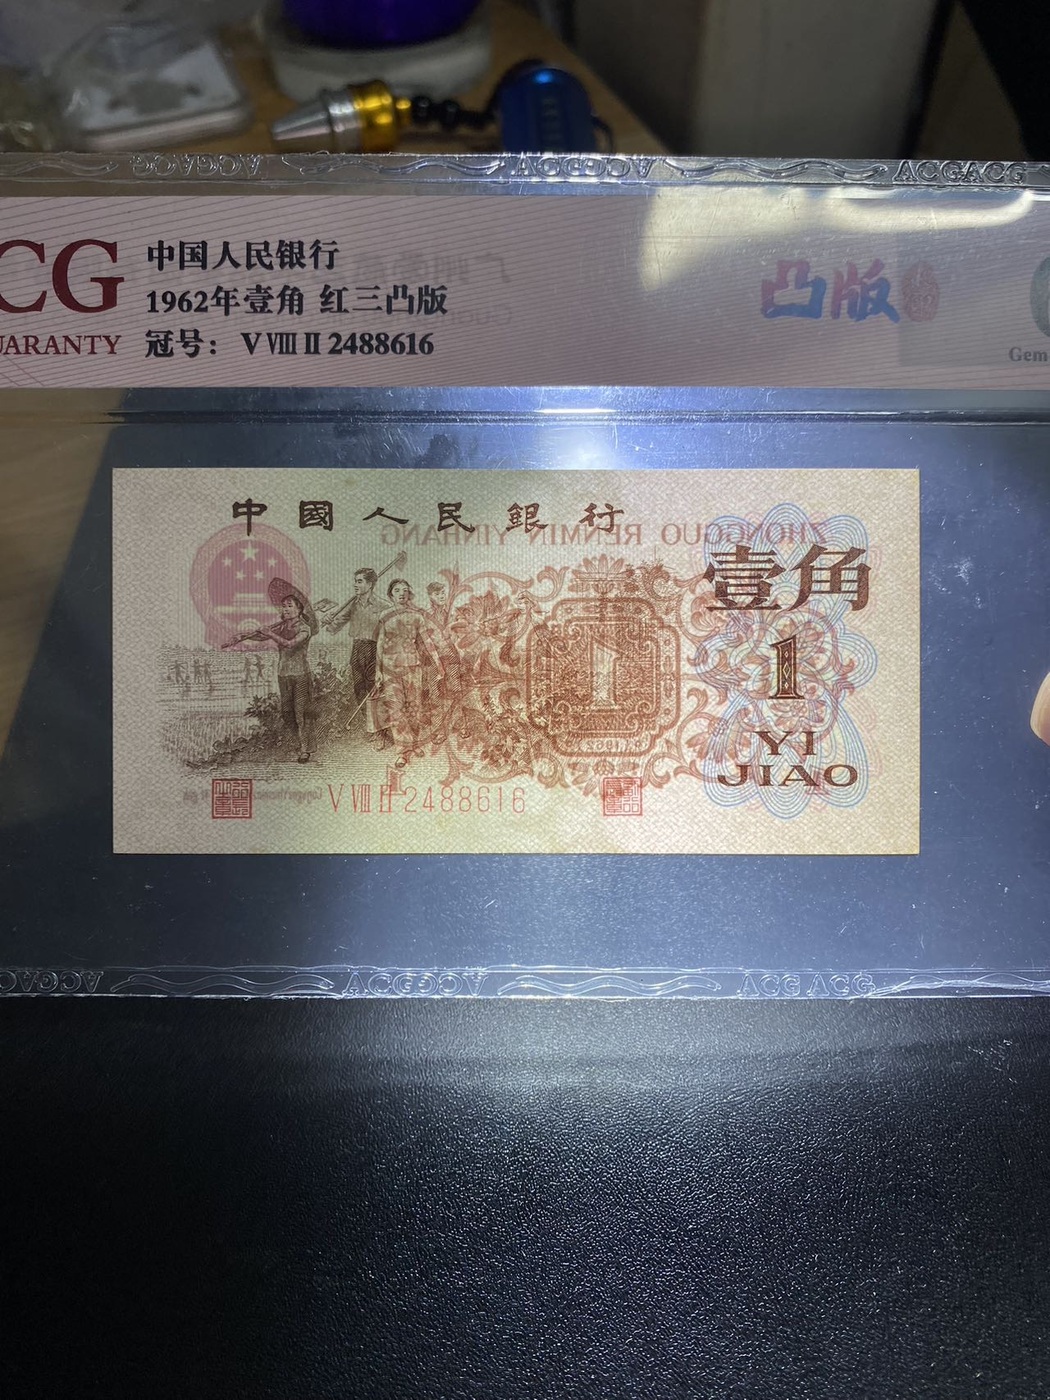 ACGACG
ACGACG
ACGACG
CG
UARANTY
中国人民银行
1962年壹角 红三凸版
冠号： V VIII II 2488616
凸版
Gem
中國人民銀行
ZHONGGUO RENMIN YINHANG
壹角
1
YI
JIAO
V VIII II 2488616
ACGACG
ACGACG
ACGACG